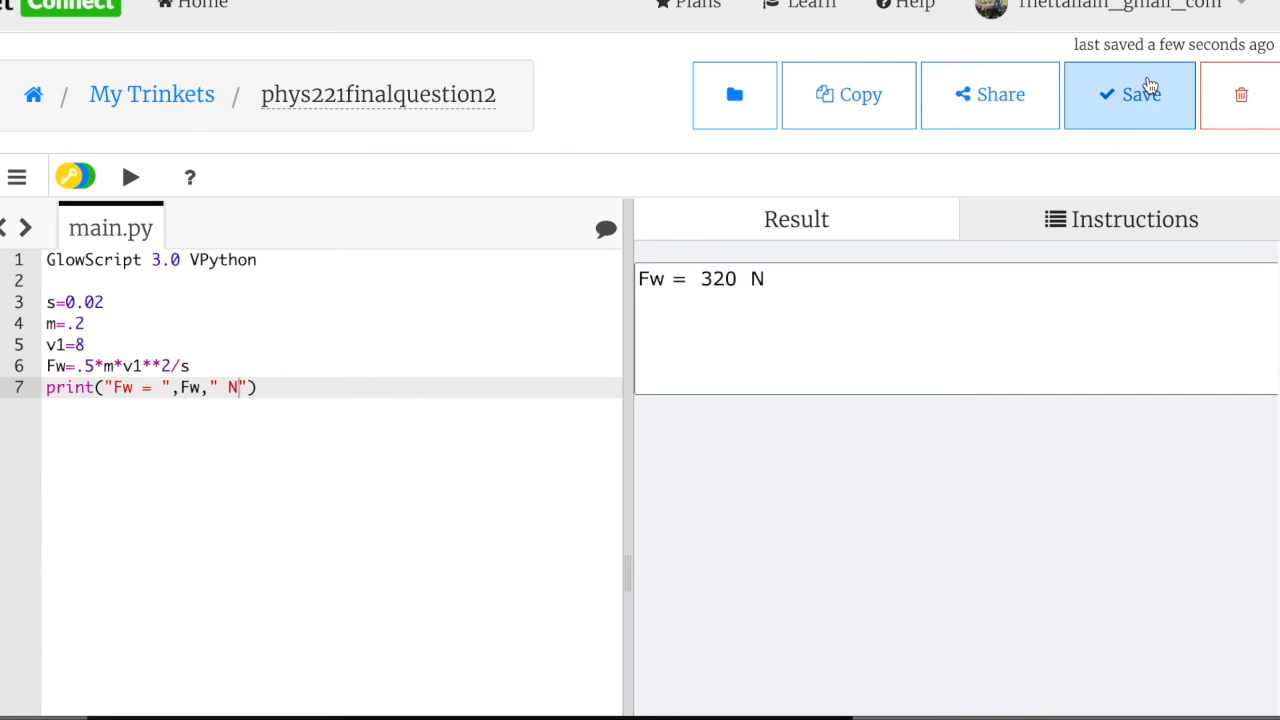 Connect Home Plans Learn Help
last saved a few seconds ago
/ My Trinkets / phys221finalquestion2
Copy Share Save
?
main.py
Result Instructions
1 GlowScript 3.0 VPython
2
3 s=0.02
4 m=.2
5 v1=8
6 Fw=.5*m*v1**2/s
7 print("Fw = ",Fw," N")
Fw = 320 N